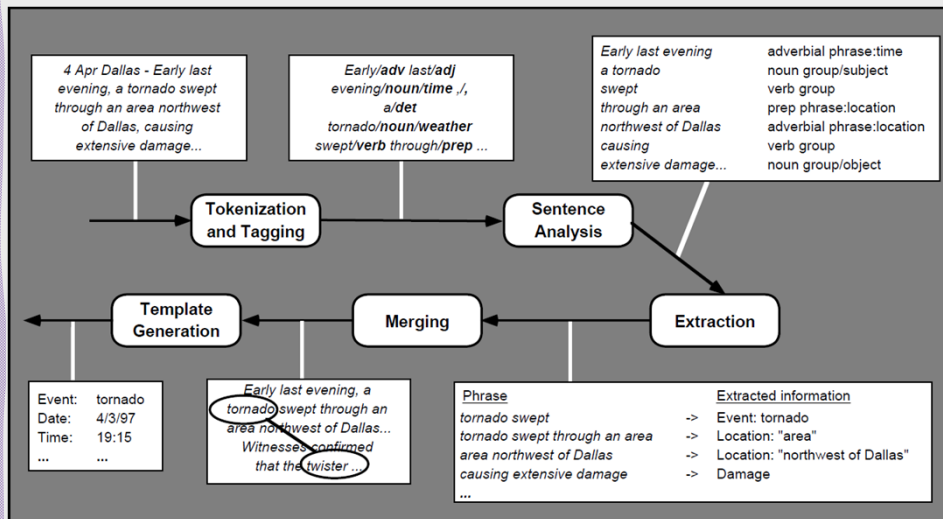 4 Apr Dallas - Early last
evening, a tornado swept
through an area northwest
of Dallas, causing
extensive damage...
Early/adv last/adj
evening/noun/time ,/,
a/det
tornado/noun/weather
swept/verb through/prep ...
Early last evening adverbial phrase:time
a tornado noun group/subject
swept verb group
through an area prep phrase:location
northwest of Dallas adverbial phrase:location
causing verb group
extensive damage... noun group/object
Tokenization
and Tagging
Sentence
Analysis
Extraction
Merging
Template
Generation
Phrase Extracted information
tornado swept -> Event: tornado
tornado swept through an area -> Location: "area"
area northwest of Dallas -> Location: "northwest of Dallas"
causing extensive damage -> Damage
...
Early last evening, a
tornado swept through an
area northwest of Dallas...
Witnesses confirmed
that the twister ...
Event: tornado
Date: 4/3/97
Time: 19:15
... ...